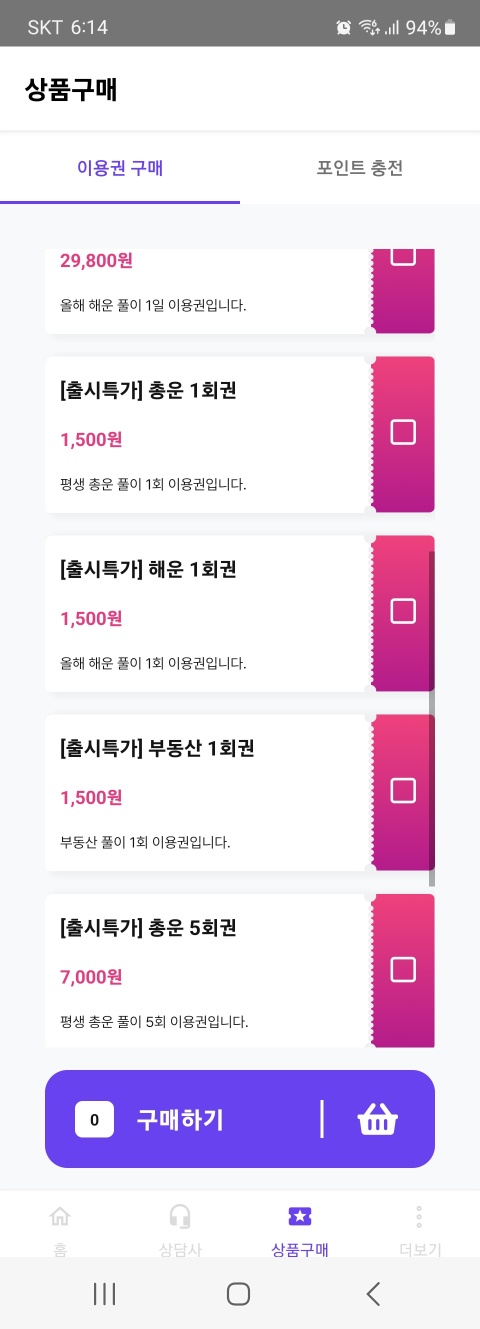 SKT 6:14
94%
상품구매
이용권 구매
포인트 충전
29,800원
올해 해운 풀이 1일 이용권입니다.
[출시특가] 총운 1회권
1,500원
평생 총운 풀이 1회 이용권입니다.
[출시특가] 해운 1회권
1,500원
올해 해운 풀이 1회 이용권입니다.
[출시특가] 부동산 1회권
1,500원
부동산 풀이 1회 이용권입니다.
[출시특가] 총운 5회권
7,000원
평생 총운 풀이 5회 이용권입니다.
0 구매하기
홈
상담사
상품구매
더보기